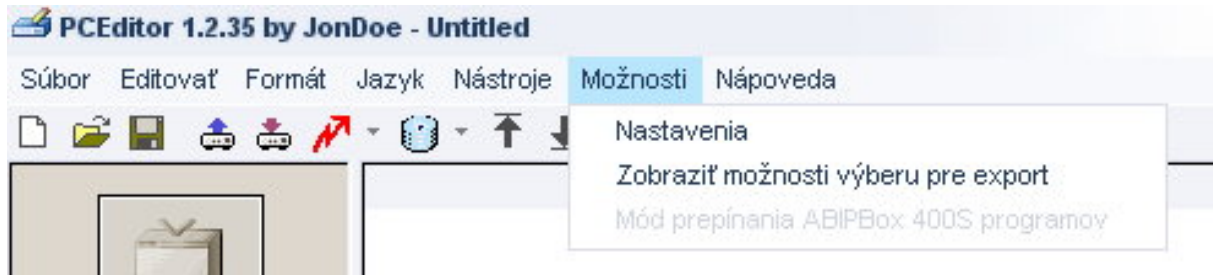 PCEditor 1.2.35 by JonDoe - Untitled
Súbor Editovať Formát Jazyk Nástroje Možnosti Nápoveda
Nastavenia
Zobraziť možnosti výberu pre export
Mód prepínania ABIPBox 400S programov